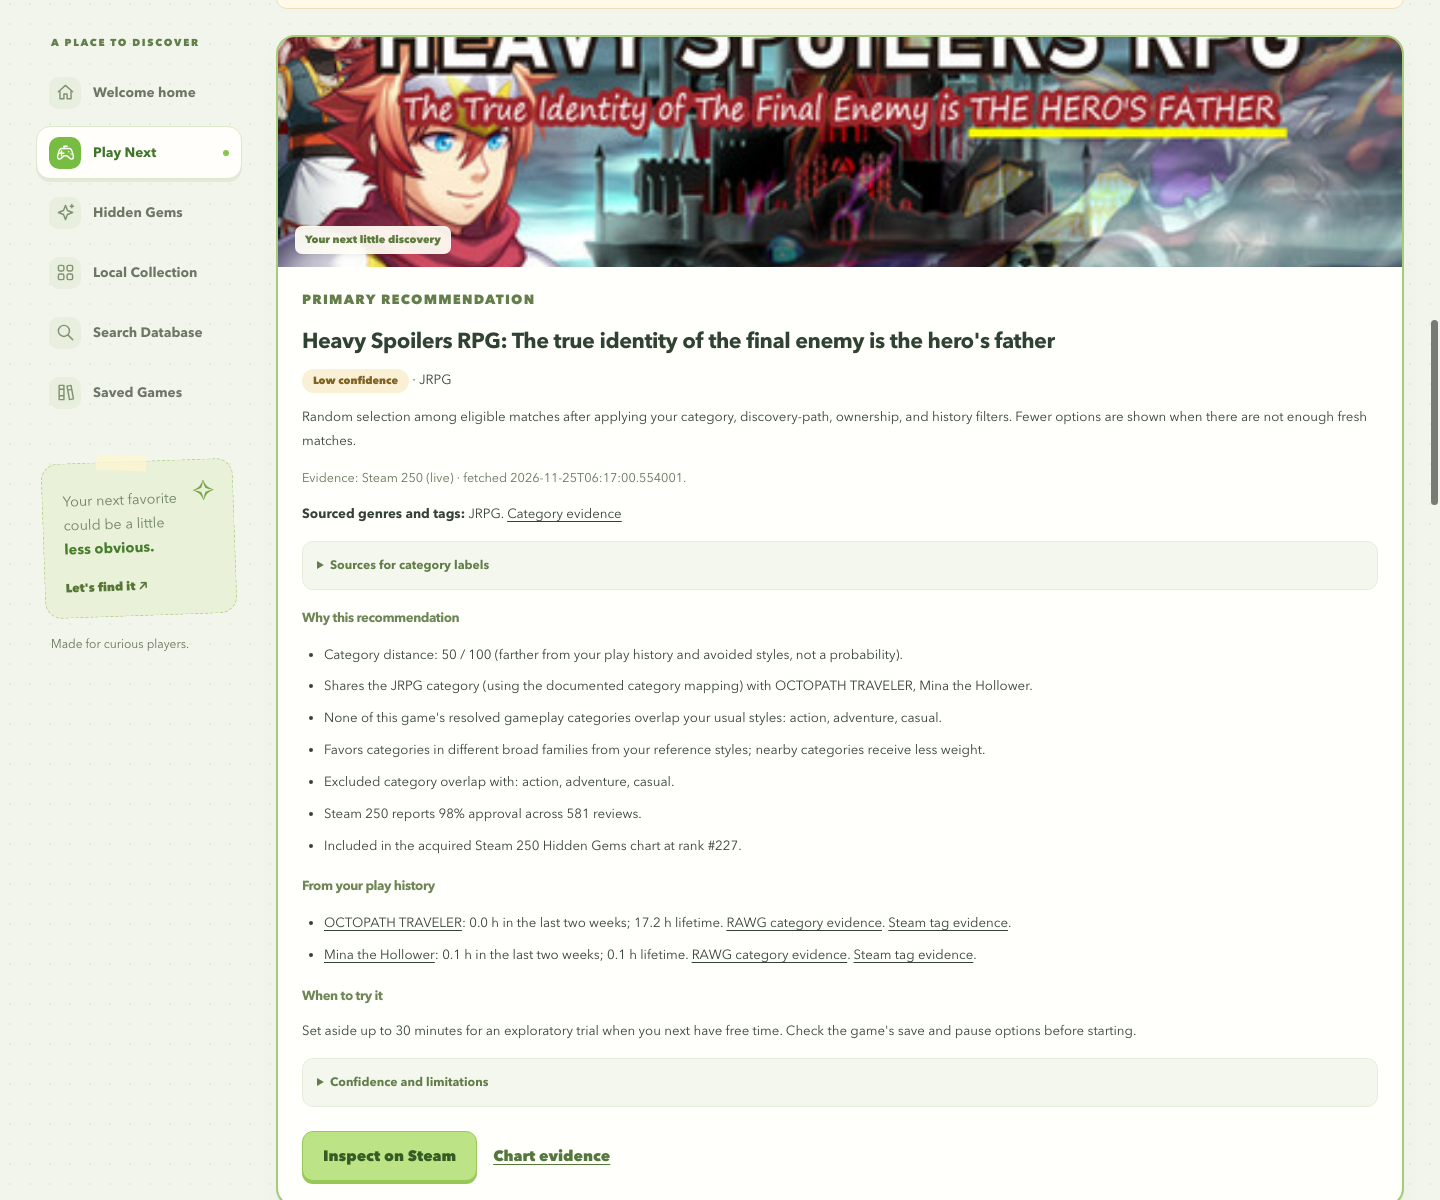 A PLACE TO DISCOVER
Welcome home
Play Next
Hidden Gems
Local Collection
Search Database
Saved Games
Your next favorite
could be a little
less obvious.
Let's find it ↗
Made for curious players.
HEAVY SPOILERS RPG
The True Identity of The Final Enemy is THE HERO'S FATHER
Your next little discovery
PRIMARY RECOMMENDATION
Heavy Spoilers RPG: The true identity of the final enemy is the hero's father
Low confidence · JRPG
Random selection among eligible matches after applying your category, discovery-path, ownership, and history filters. Fewer options are shown when there are not enough fresh
matches.
Evidence: Steam 250 (live) · fetched 2026-11-25T06:17:00.554001.
Sourced genres and tags: JRPG. Category evidence
Sources for category labels
Why this recommendation
Category distance: 50 / 100 (farther from your play history and avoided styles, not a probability).
Shares the JRPG category (using the documented category mapping) with OCTOPATH TRAVELER, Mina the Hollower.
None of this game's resolved gameplay categories overlap your usual styles: action, adventure, casual.
Favors categories in different broad families from your reference styles; nearby categories receive less weight.
Excluded category overlap with: action, adventure, casual.
Steam 250 reports 98% approval across 581 reviews.
Included in the acquired Steam 250 Hidden Gems chart at rank #227.
From your play history
OCTOPATH TRAVELER: 0.0 h in the last two weeks; 17.2 h lifetime. RAWG category evidence. Steam tag evidence.
Mina the Hollower: 0.1 h in the last two weeks; 0.1 h lifetime. RAWG category evidence. Steam tag evidence.
When to try it
Set aside up to 30 minutes for an exploratory trial when you next have free time. Check the game's save and pause options before starting.
Confidence and limitations
Inspect on Steam
Chart evidence